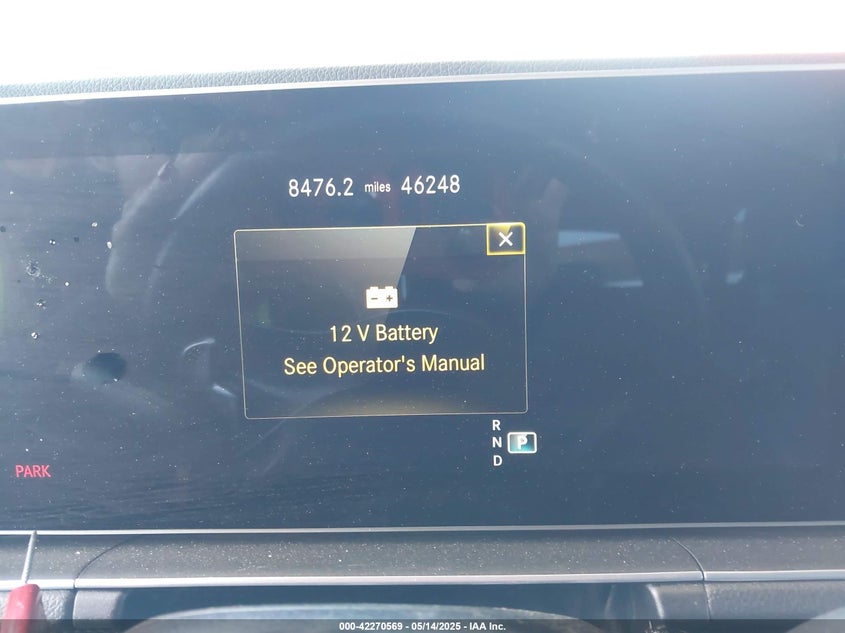 8476.2 miles 46248
12 V Battery
See Operator's Manual
R
N P
D
PARK
000-42270569 - 05/14/2025 - IAA Inc.